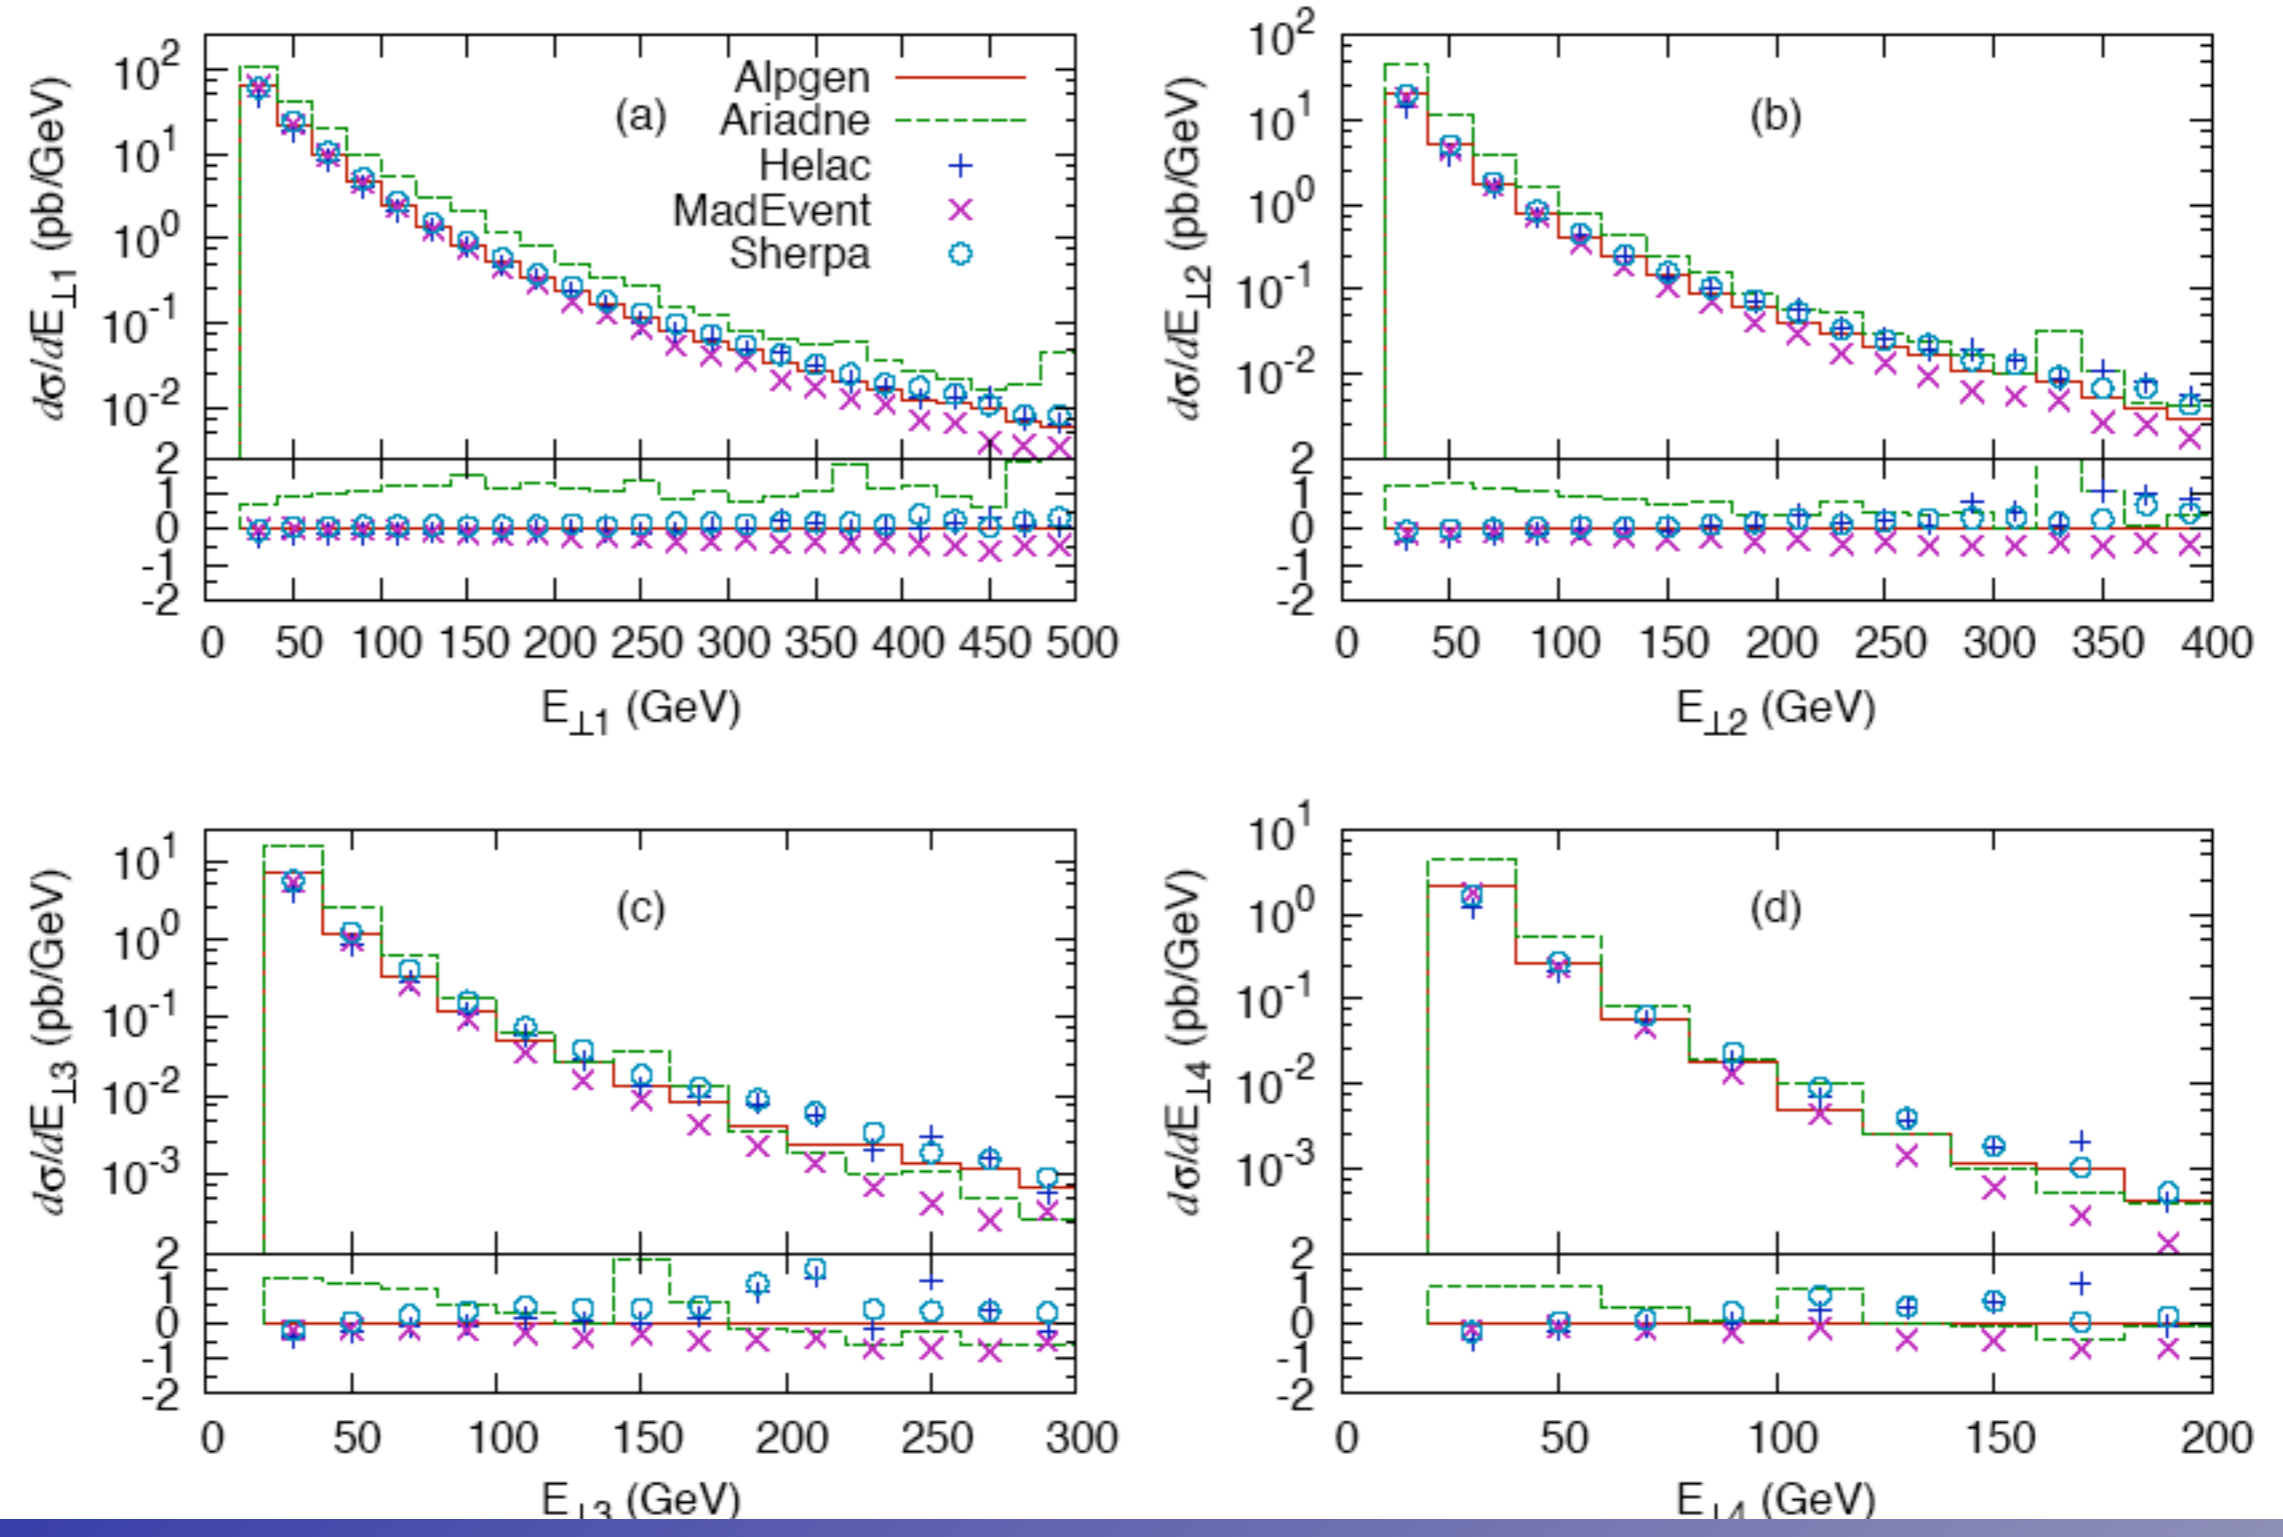 10^2
10^1
10^0
10^-1
10^-2
dσ/dE⊥1 (pb/GeV)
Alpgen
Ariadne
Helac
MadEvent
Sherpa
(a)
2
1
0
-1
-2
0 50 100 150 200 250 300 350 400 450 500
E⊥1 (GeV)
10^2
10^1
10^0
10^-1
10^-2
dσ/dE⊥2 (pb/GeV)
(b)
2
1
0
-1
-2
0 50 100 150 200 250 300 350 400
E⊥2 (GeV)
10^1
10^0
10^-1
10^-2
10^-3
dσ/dE⊥3 (pb/GeV)
(c)
2
1
0
-1
-2
0 50 100 150 200 250 300
E⊥3 (GeV)
10^1
10^0
10^-1
10^-2
10^-3
dσ/dE⊥4 (pb/GeV)
(d)
2
1
0
-1
-2
0 50 100 150 200
E⊥4 (GeV)